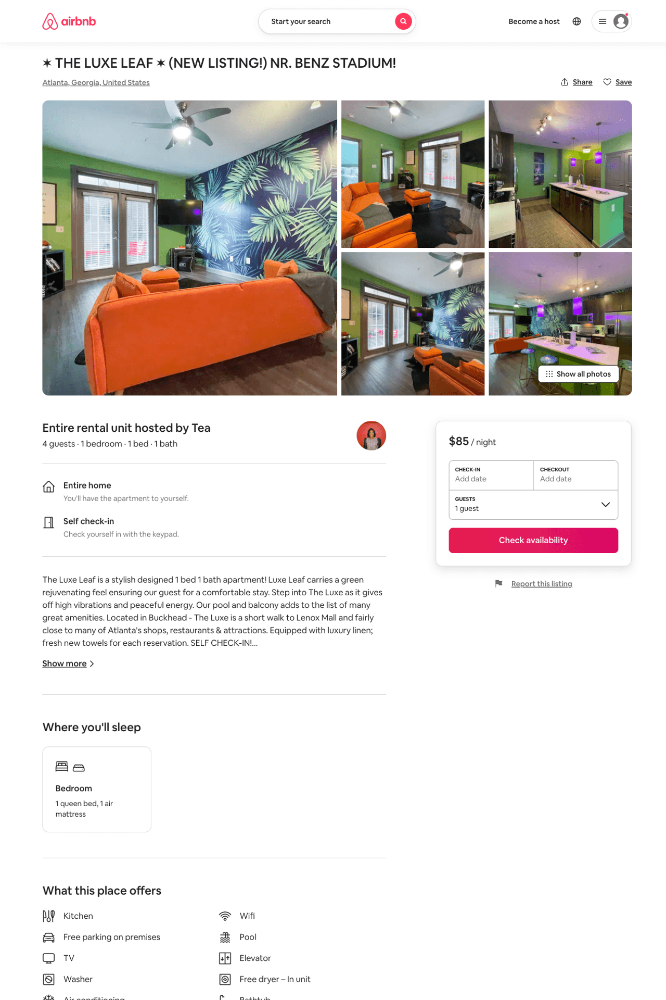 airbnb
Start your search
Become a host
✶ THE LUXE LEAF ✶ (NEW LISTING!) NR. BENZ STADIUM!
Atlanta, Georgia, United States
Share
Save
Show all photos
Entire rental unit hosted by Tea
4 guests · 1 bedroom · 1 bed · 1 bath
$85 / night
CHECK-IN
Add date
CHECKOUT
Add date
GUESTS
1 guest
Check availability
Report this listing
Entire home
You'll have the apartment to yourself.
Self check-in
Check yourself in with the keypad.
The Luxe Leaf is a stylish designed 1 bed 1 bath apartment! Luxe Leaf carries a green
rejuvenating feel ensuring our guest for a comfortable stay. Step into The Luxe as it gives
off high vibrations and peaceful energy. Our pool and balcony adds to the list of many
great amenities. Located in Buckhead - The Luxe is a short walk to Lenox Mall and fairly
close to many of Atlanta's shops, restaurants & attractions. Equipped with luxury linen;
fresh new towels for each reservation. SELF CHECK-IN!...
Show more
Where you'll sleep
Bedroom
1 queen bed, 1 air
mattress
What this place offers
Kitchen
Wifi
Free parking on premises
Pool
TV
Elevator
Washer
Free dryer – In unit
Air conditioning
Bathtub